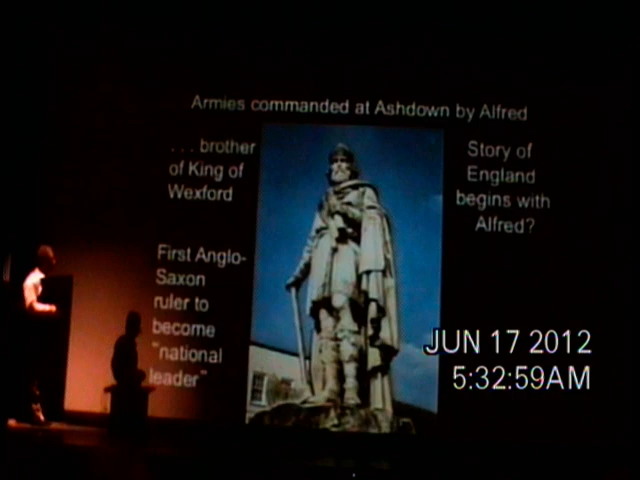 Armies commanded at Ashdown by Alfred
. . . brother
of King of
Wexford
First Anglo-
Saxon
ruler to
become
"national
leader"
Story of
England
begins with
Alfred?
JUN 17 2012
5:32:59AM